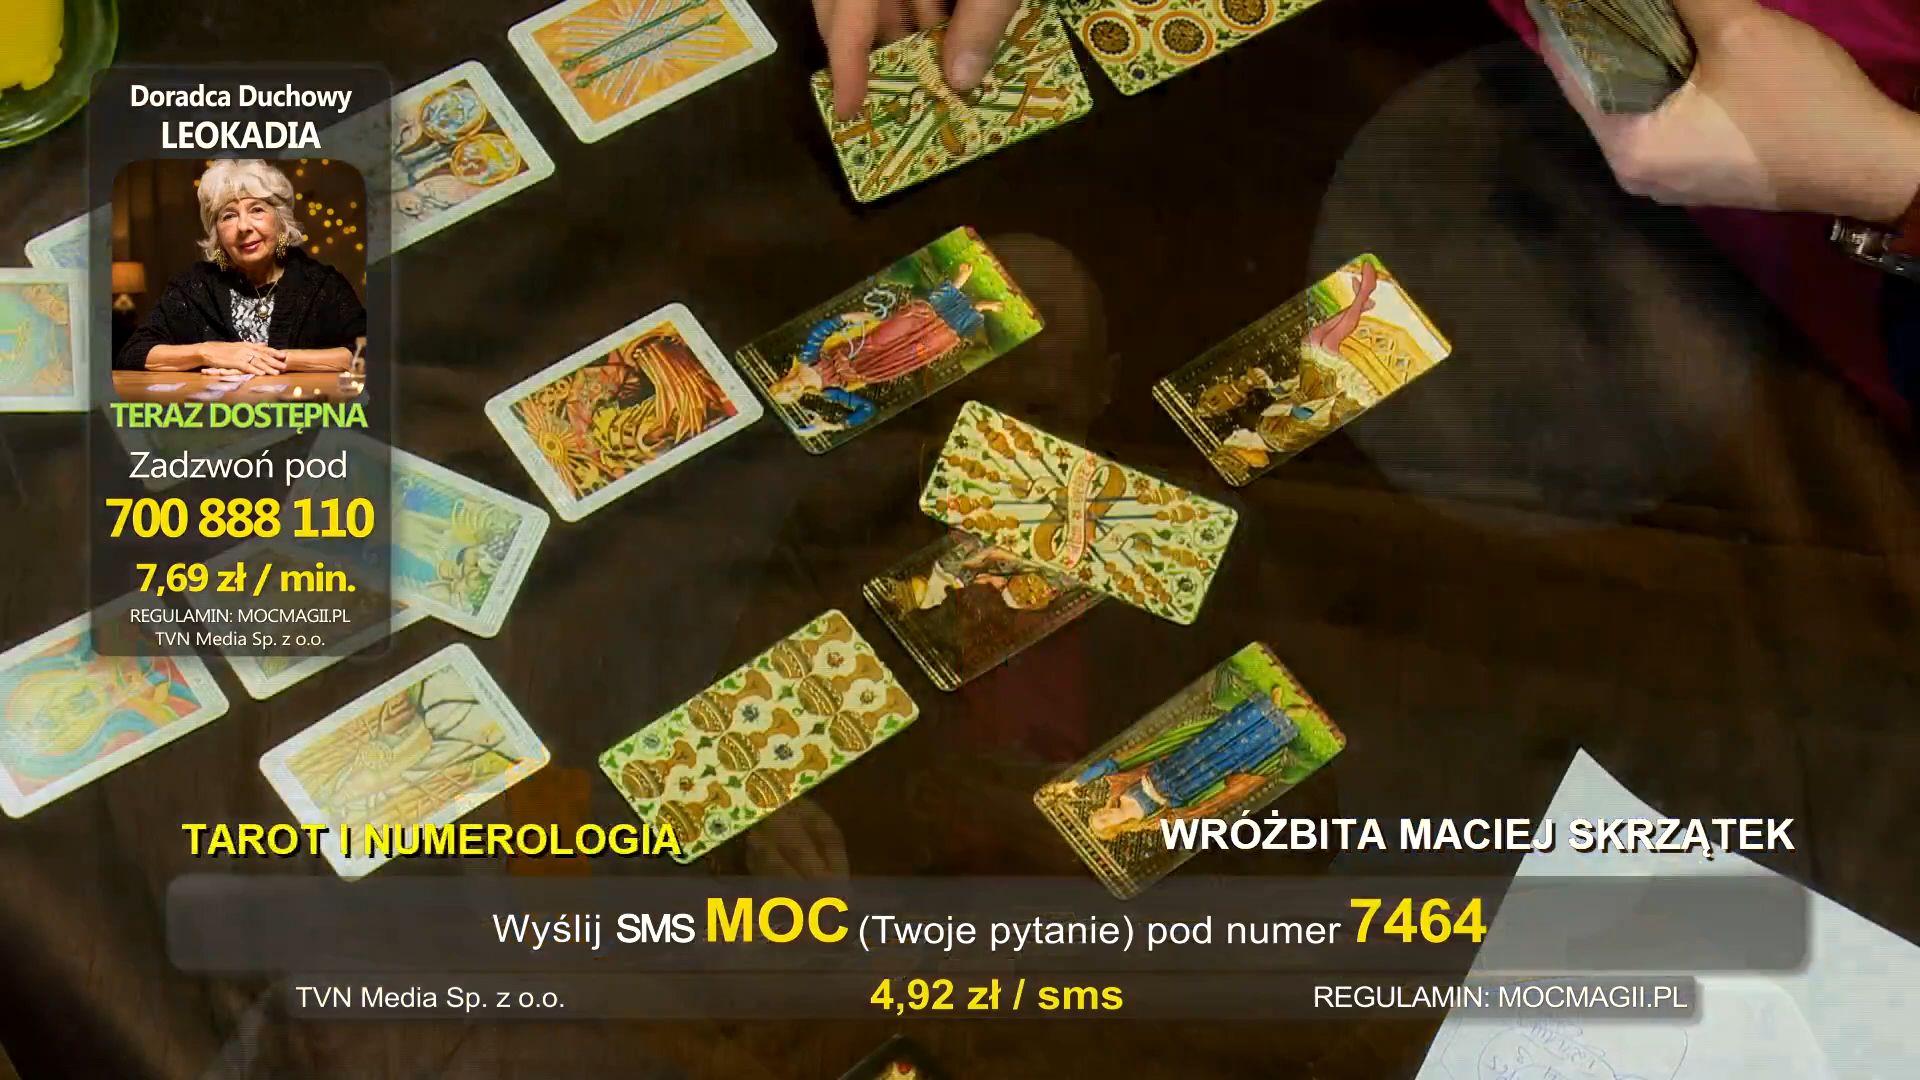 Doradca Duchowy
LEOKADIA
TERAZ DOSTĘPNA
Zadzwoń pod
700 888 110
7,69 zł / min.
REGULAMIN: MOCMAGII.PL
TVN Media Sp. z o.o.
TAROT I NUMEROLOGIA
WRÓŻBITA MACIEJ SKRZĄTEK
Wyślij SMS MOC (Twoje pytanie) pod numer 7464
TVN Media Sp. z o.o.
4,92 zł / sms
REGULAMIN: MOCMAGII.PL